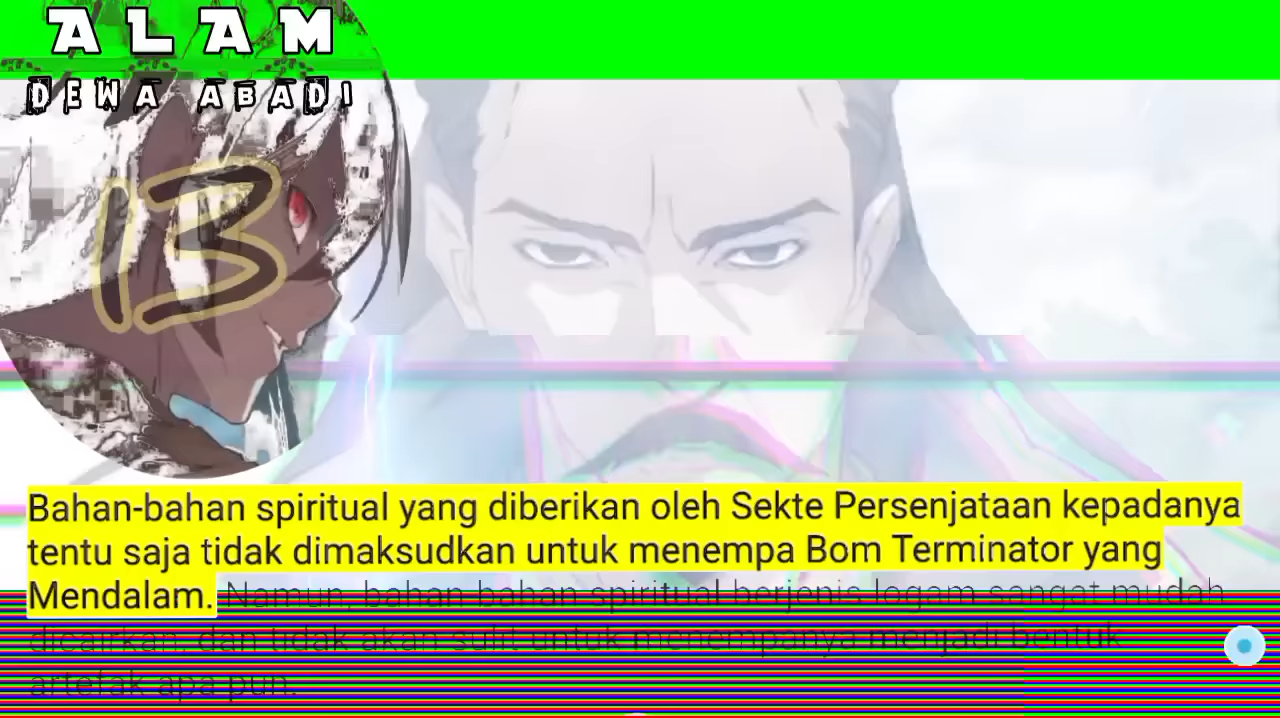 ALAM
DEWA ABADI
13
Bahan-bahan spiritual yang diberikan oleh Sekte Persenjataan kepadanya
tentu saja tidak dimaksudkan untuk menempa Bom Terminator yang
Mendalam. Namun, bahan bahan spiritual berjenis logam sangat mudah
dicairkan, dan tidak akan sulit untuk menempanya menjadi bentuk
artefak apa pun.